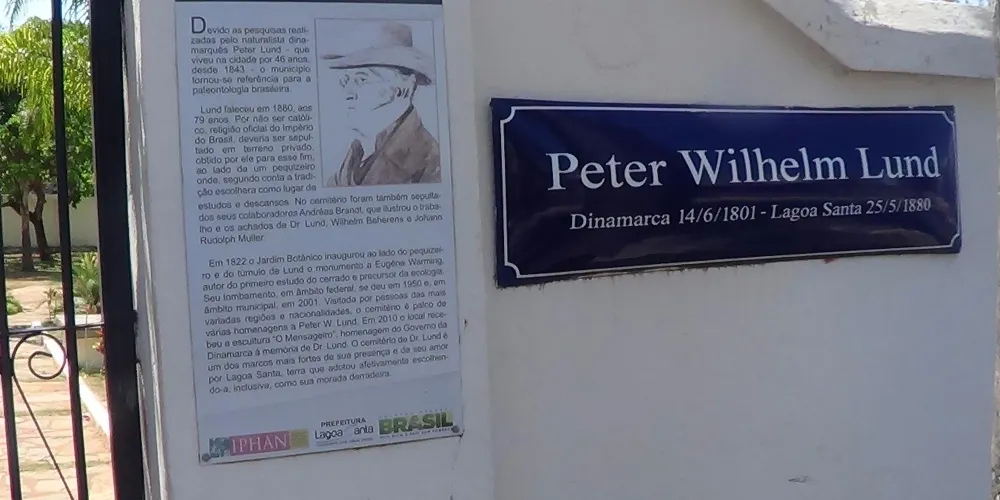 Devido as pesquisas reali-
zadas pelo naturalista dina-
marquês Peter Lund - que
viveu na cidade por 46 anos,
desde 1843 - o município
tornou-se referência para a
paleontologia brasileira.
Lund faleceu em 1880, aos
79 anos. Por não ser católi-
co, religião oficial do Império
do Brasil, deveria ser sepul-
tado em terreno privado,
obtido por ele para esse fim,
ao lado de um pequizeiro
onde, segundo conta a tradi-
ção escolhera como lugar de
estudos e descansos. No cemitério foram também sepulta-
dos seus colaboradores Andréas Brandt, que ilustrou o traba-
lho e os achados da Dr. Lund, Wilhelm Beherens e Johann
Rudolph Muller.
Em 1822 o Jardim Botânico inaugurou ao lado do pequizei-
ro e do túmulo de Lund o monumento a Eugêne Warming,
autor do primeiro estudo do cerrado e precursor da ecologia.
Seu tombamento, em âmbito federal, se deu em 1950 e, em
âmbito municipal, em 2001. Visitada por pessoas das mais
variadas regiões e nacionalidades, o cemitério é palco de
várias homenagens a Peter W. Lund. Em 2010 o local rece-
beu a escultura "O Mensageiro", homenagem do Governo da
Dinamarca à memória de Dr. Lund. O cemitério de Dr. Lund é
um dos marcos mais fortes de sua presença e da seu amor
por Lagoa Santa, terra que adotou afetivamente escolhen-
do-a, inclusive, como sua morada derradeira.
IPHAN
PREFEITURA
Lagoa Santa
BRASIL
Peter Wilhelm Lund
Dinamarca 14/6/1801 - Lagoa Santa 25/5/1880